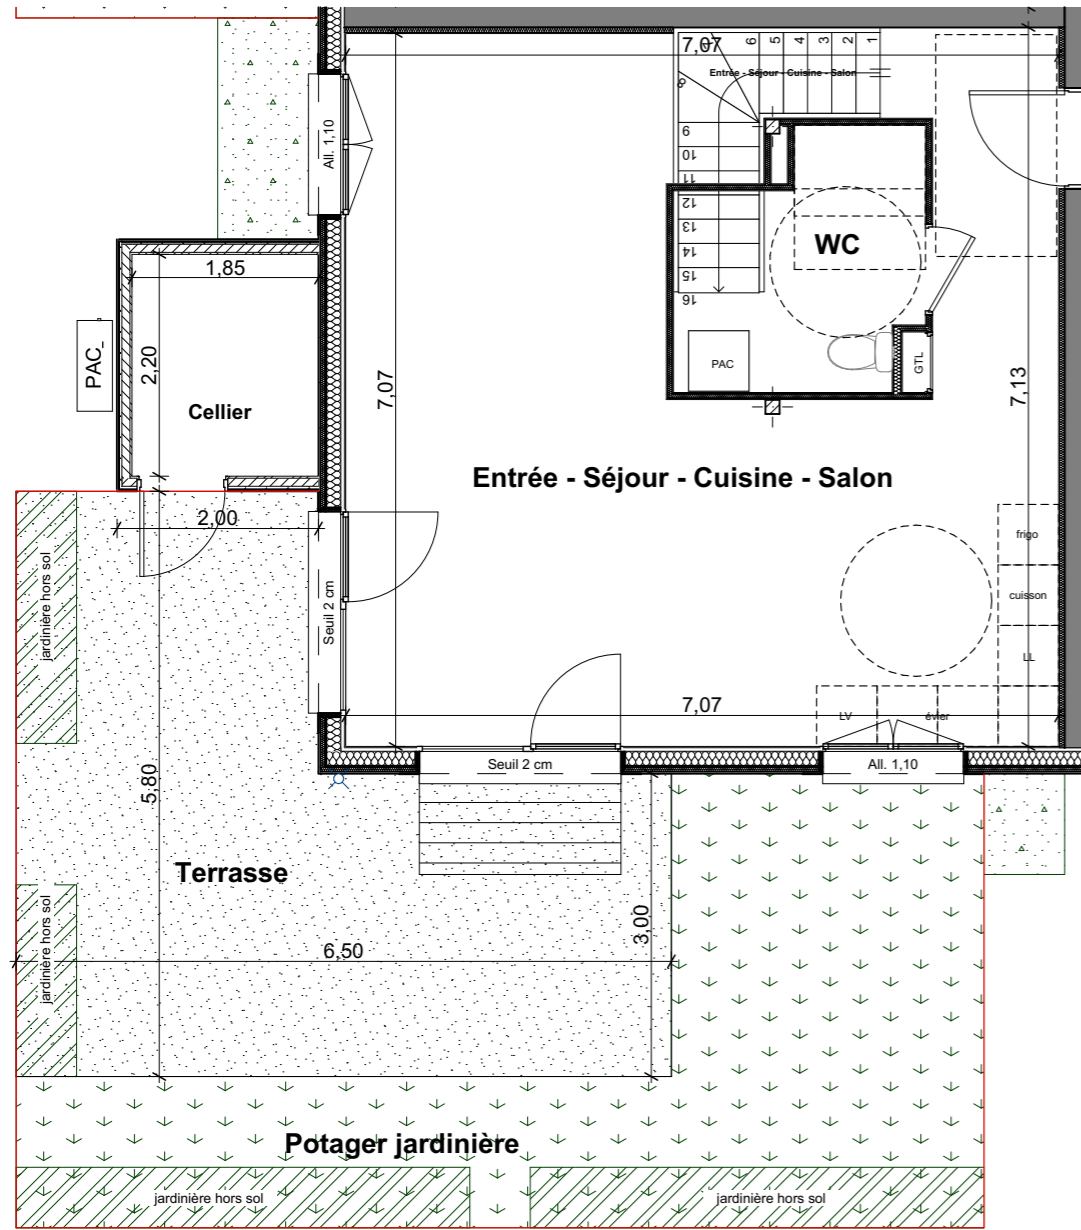 7,07
6
5
4
3
2
1
Entrée - Séjour - Cuisine - Salon
All. 1,10
9
10
11
12
13
14
15
16
WC
1,85
PAC_
2,20
Cellier
7,07
PAC
GTL
7,13
Entrée - Séjour - Cuisine - Salon
2,00
jardinière hors sol
Seuil 2 cm
frigo
cuisson
LL
7,07
LV
évier
Seuil 2 cm
All. 1,10
5,80
Terrasse
jardinière hors sol
6,50
3,00
Potager jardinière
jardinière hors sol
jardinière hors sol